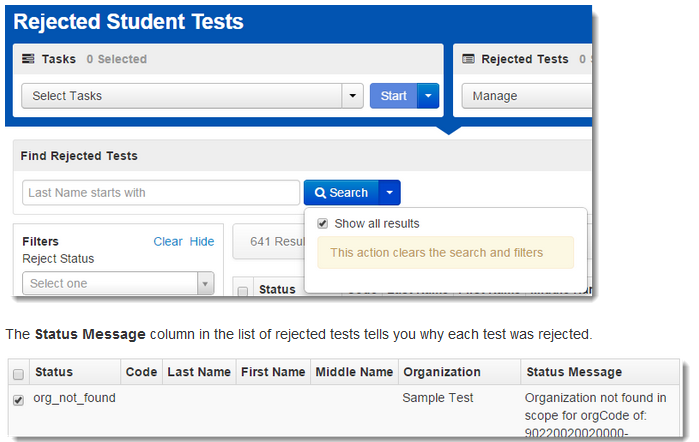 Rejected Student Tests
Tasks 0 Selected
Rejected Tests 0
Select Tasks Start
Manage
Find Rejected Tests
Last Name starts with Search
Show all results
This action clears the search and filters
Filters Clear Hide
Reject Status
Select one
641
Status
The Status Message column in the list of rejected tests tells you why each test was rejected.
Status Code Last Name First Name Middle Name Organization Status Message
org_not_found Sample Test Organization not found in
scope for orgCode of:
90220020020000-